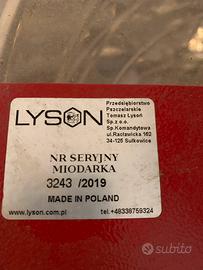 LYSON
Przedsiębiorstwo
Pszczelarskie
Tomasz Łysoń
Sp.z o.o.
Sp.Komandytowa
ul.Racławicka 162
34-125 Sułkowice
NR SERYJNY
MIODARKA
3243 /2019
MADE IN POLAND
www.lyson.com.pl
tel.+48338759324
subito